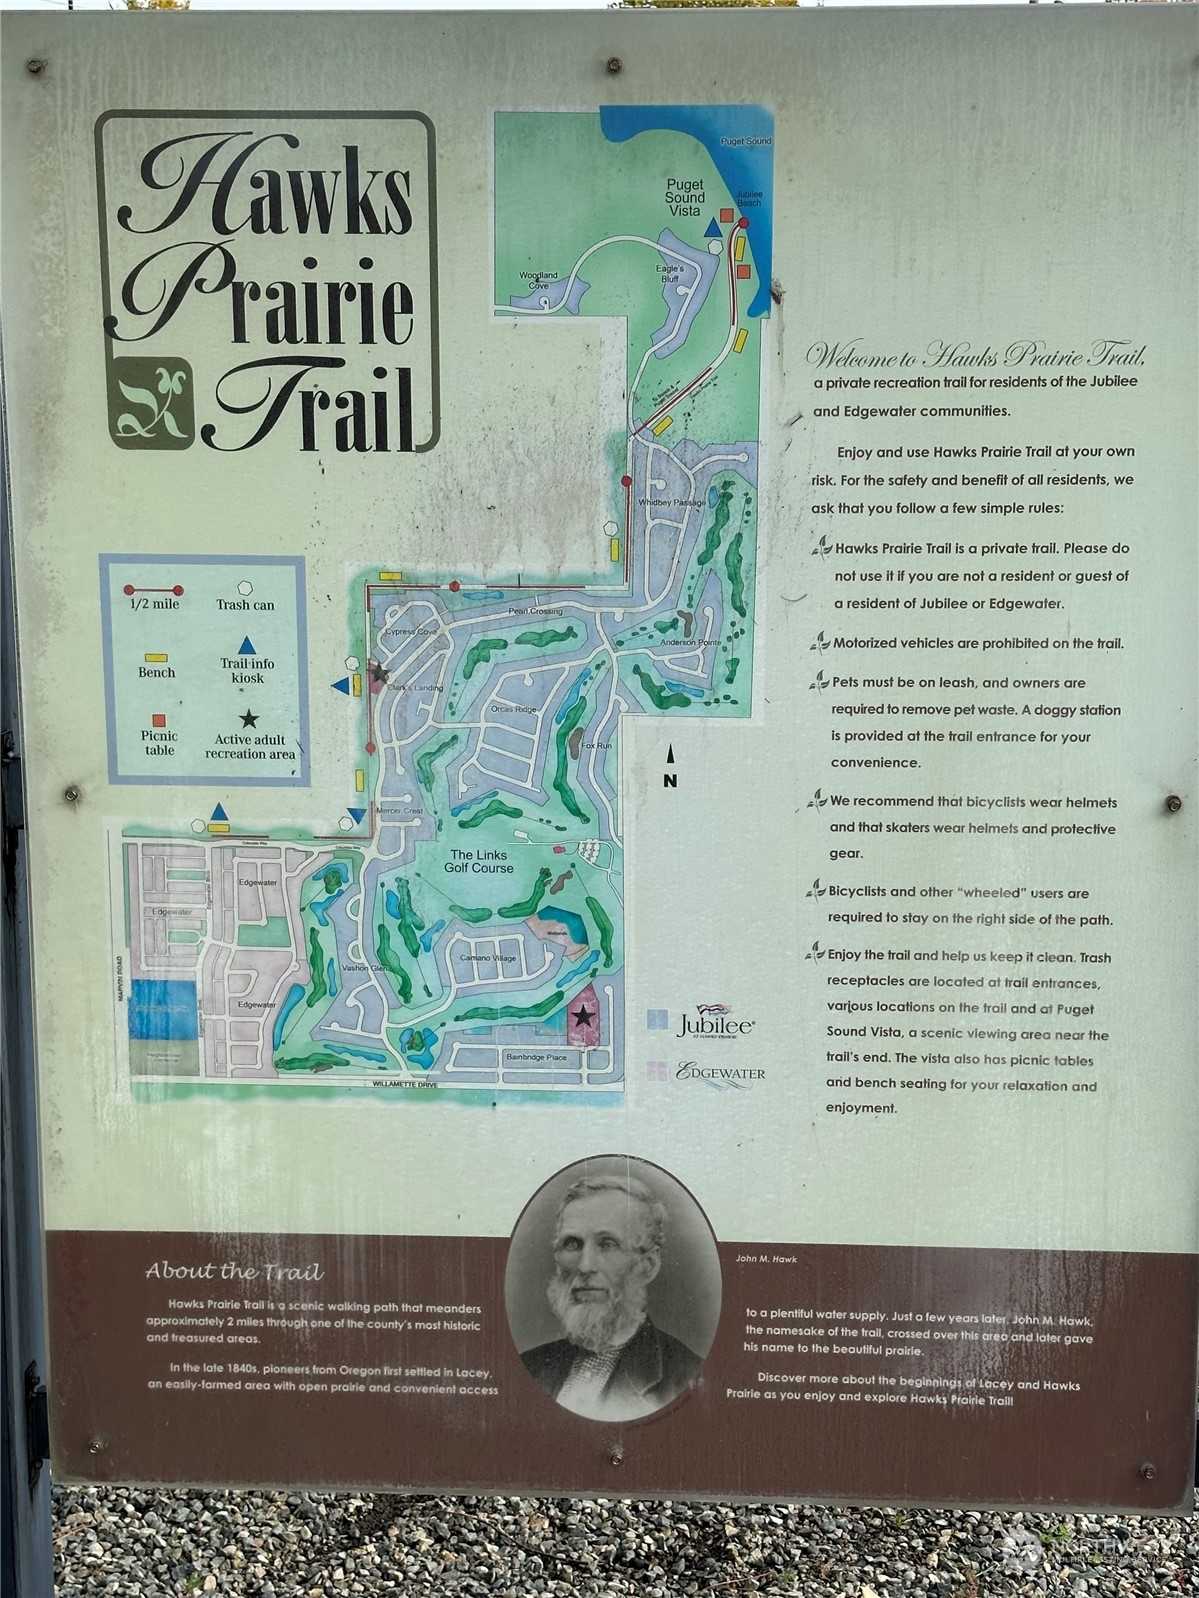 Hawks
Prairie
Trail
1/2 mile
Trash can
Bench
Trail info
kiosk
Picnic
table
Active adult
recreation area
Puget Sound
Puget
Sound
Vista
Jubilee
Beach
Woodland
Cove
Eagle's
Bluff
Whidbey Passage
Pearl Crossing
Cypress Cove
Anderson Pointe
Clark's Landing
Orcas Ridge
Fox Run
N
Mercer Crest
The Links
Golf Course
Edgewater
Edgewater
Edgewater
Camano Village
Vashon Glen
MARVIN ROAD
Bainbridge Place
WILLAMETTE DRIVE
Jubilee
EDGEWATER
Welcome to Hawks Prairie Trail,
a private recreation trail for residents of the Jubilee
and Edgewater communities.
Enjoy and use Hawks Prairie Trail at your own
risk. For the safety and benefit of all residents, we
ask that you follow a few simple rules:
Hawks Prairie Trail is a private trail. Please do
not use it if you are not a resident or guest of
a resident of Jubilee or Edgewater.
Motorized vehicles are prohibited on the trail.
Pets must be on leash, and owners are
required to remove pet waste. A doggy station
is provided at the trail entrance for your
convenience.
We recommend that bicyclists wear helmets
and that skaters wear helmets and protective
gear.
Bicyclists and other “wheeled” users are
required to stay on the right side of the path.
Enjoy the trail and help us keep it clean. Trash
receptacles are located at trail entrances,
various locations on the trail and at Puget
Sound Vista, a scenic viewing area near the
trail's end. The vista also has picnic tables
and bench seating for your relaxation and
enjoyment.
About the Trail
Hawks Prairie Trail is a scenic walking path that meanders
approximately 2 miles through one of the county's most historic
and treasured areas.
In the late 1840s, pioneers from Oregon first settled in Lacey,
an easily-farmed area with open prairie and convenient access
John M. Hawk
to a plentiful water supply. Just a few years later, John M. Hawk,
the namesake of the trail, crossed over this area and later gave
his name to the beautiful prairie.
Discover more about the beginnings of Lacey and Hawks
Prairie as you enjoy and explore Hawks Prairie Trail!
NORTHWEST
MULTIPLE LISTING SERVICE